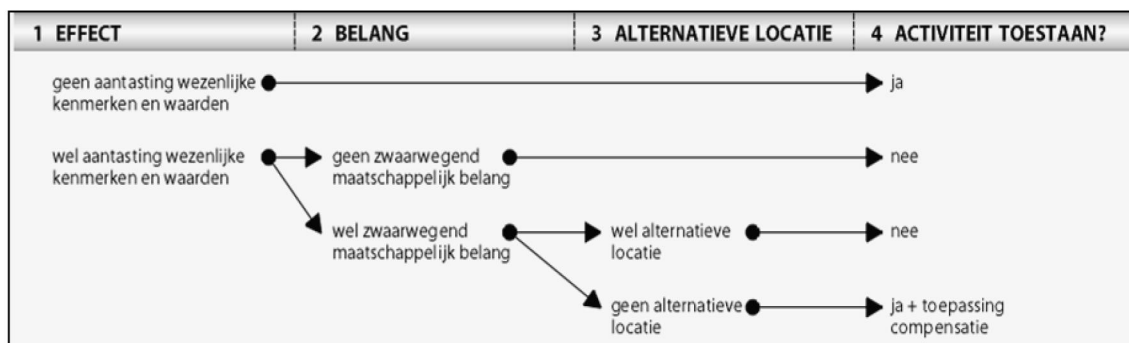 1 EFFECT 2 BELANG 3 ALTERNATIEVE LOCATIE 4 ACTIVITEIT TOESTAAN?
geen aantasting wezenlijke
kenmerken en waarden
ja
wel aantasting wezenlijke
kenmerken en waarden
geen zwaarwegend
maatschappelijk belang
nee
wel zwaarwegend
maatschappelijk belang
wel alternatieve
locatie
nee
geen alternatieve
locatie
ja + toepassing
compensatie